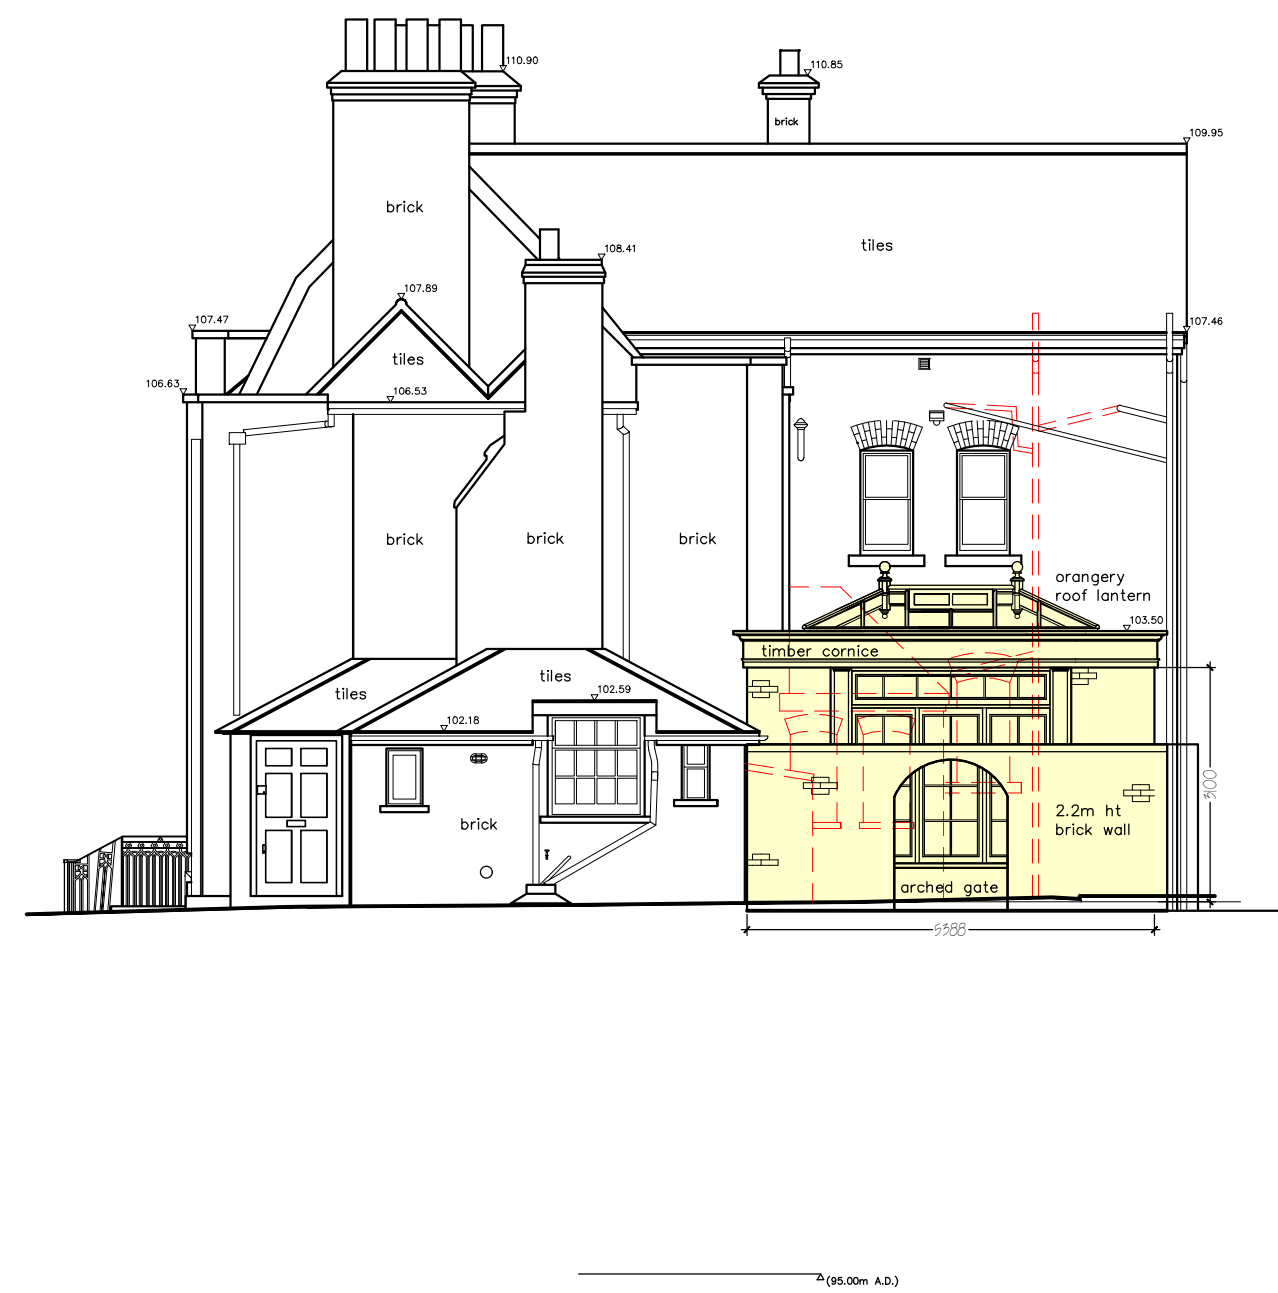 110.90
110.85
brick
109.95
brick
tiles
108.41
107.89
107.47
107.46
tiles
106.63
106.53
brick
brick
brick
orangery
roof lantern
103.50
timber cornice
tiles
tiles
102.59
102.18
3100
2.2m ht
brick wall
brick
arched gate
5388
(95.00m A.D.)